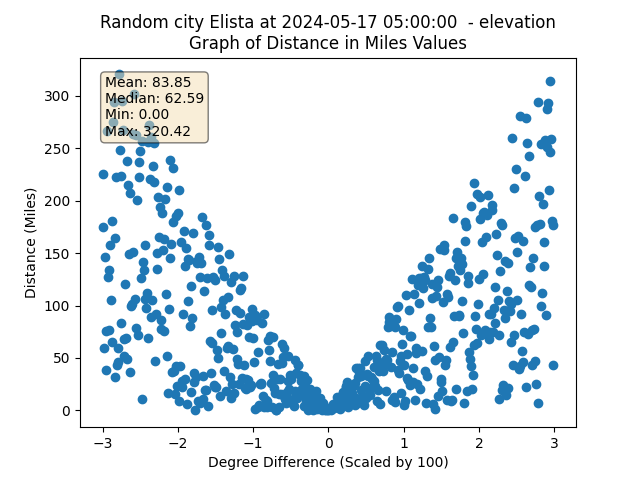 Random city Elista at 2024-05-17 05:00:00  - elevation
Graph of Distance in Miles Values
Mean: 83.85
Median: 62.59
Min: 0.00
Max: 320.42
300
250
200
150
100
50
0
Distance (Miles)
−3 −2 −1 0 1 2 3
Degree Difference (Scaled by 100)